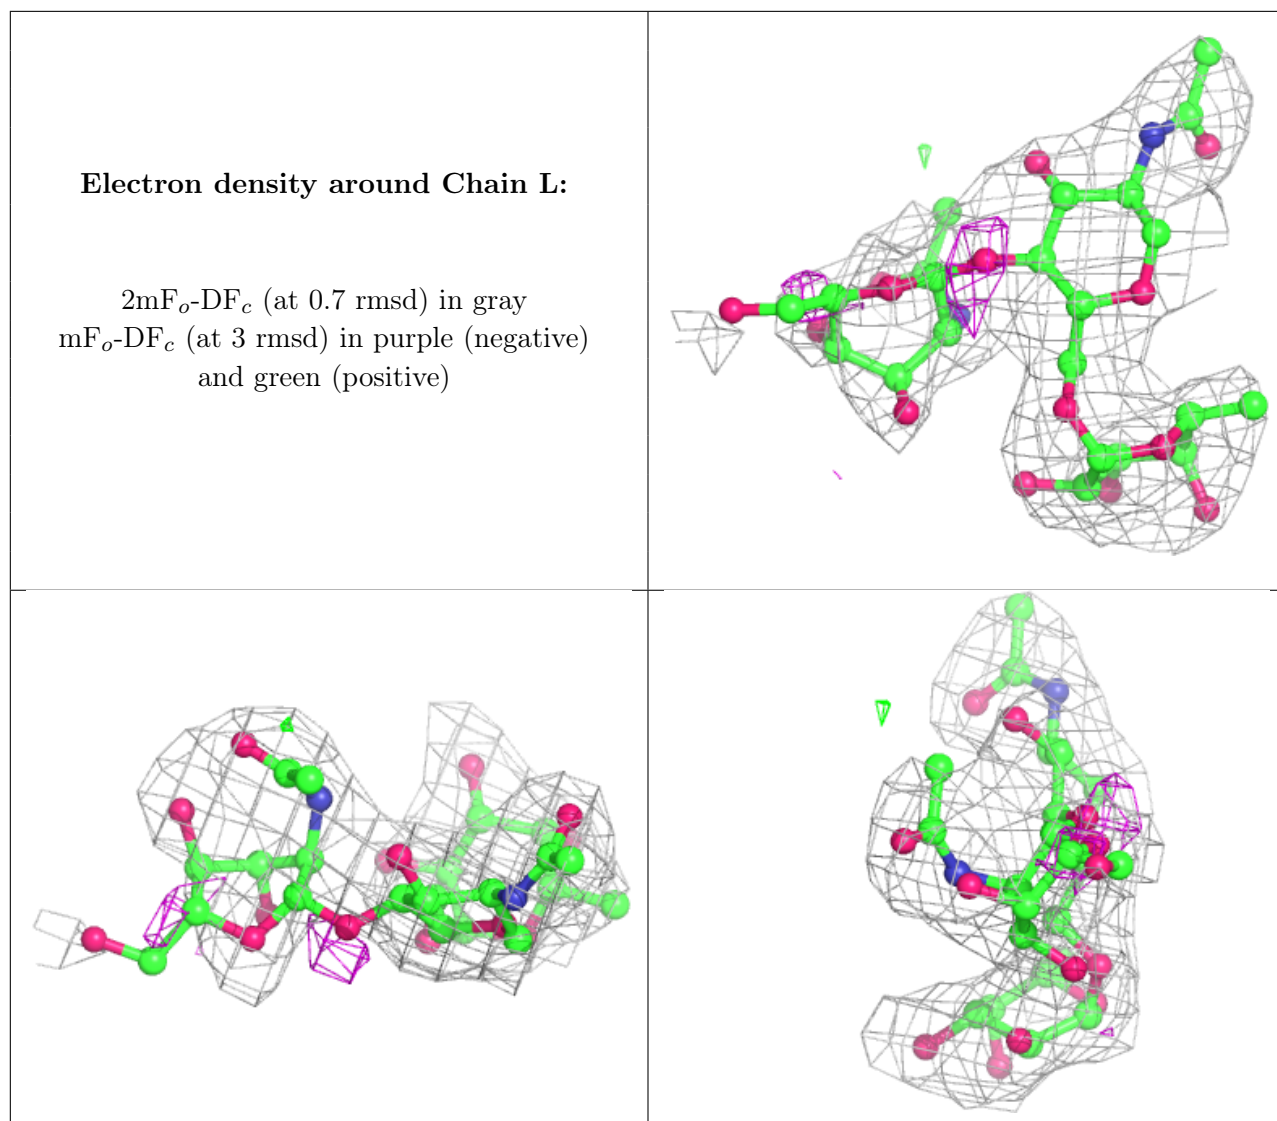 Electron density around Chain L:
2mFₒ-DF𝒸 (at 0.7 rmsd) in gray
mFₒ-DF𝒸 (at 3 rmsd) in purple (negative)
and green (positive)